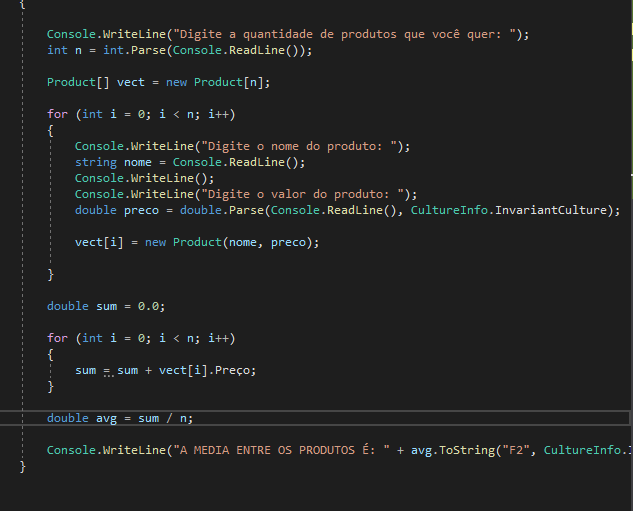 {
Console.WriteLine("Digite a quantidade de produtos que você quer: ");
int n = int.Parse(Console.ReadLine());
Product[] vect = new Product[n];
for (int i = 0; i < n; i++)
{
Console.WriteLine("Digite o nome do produto: ");
string nome = Console.ReadLine();
Console.WriteLine();
Console.WriteLine("Digite o valor do produto: ");
double preco = double.Parse(Console.ReadLine(), CultureInfo.InvariantCulture);
vect[i] = new Product(nome, preco);
}
double sum = 0.0;
for (int i = 0; i < n; i++)
{
sum = sum + vect[i].Preço;
}
double avg = sum / n;
Console.WriteLine("A MEDIA ENTRE OS PRODUTOS É: " + avg.ToString("F2", CultureInfo.
}